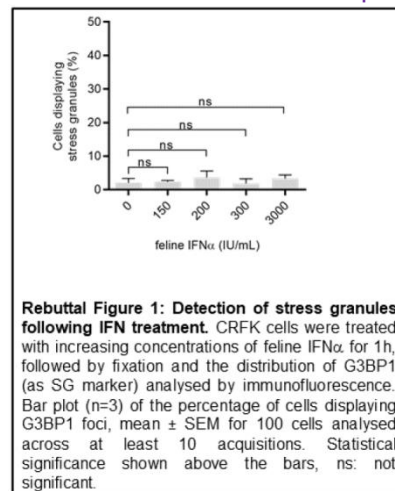 50
40
30
20
10
0
Cells displaying
stress granules (%)
ns
ns
ns
ns
0
150
200
300
3000
feline IFNα (IU/mL)
Rebuttal Figure 1: Detection of stress granules
following IFN treatment. CRFK cells were treated
with increasing concentrations of feline IFNα for 1h,
followed by fixation and the distribution of G3BP1
(as SG marker) analysed by immunofluorescence.
Bar plot (n=3) of the percentage of cells displaying
G3BP1 foci, mean ± SEM for 100 cells analysed
across at least 10 acquisitions. Statistical
significance shown above the bars, ns: not
significant.